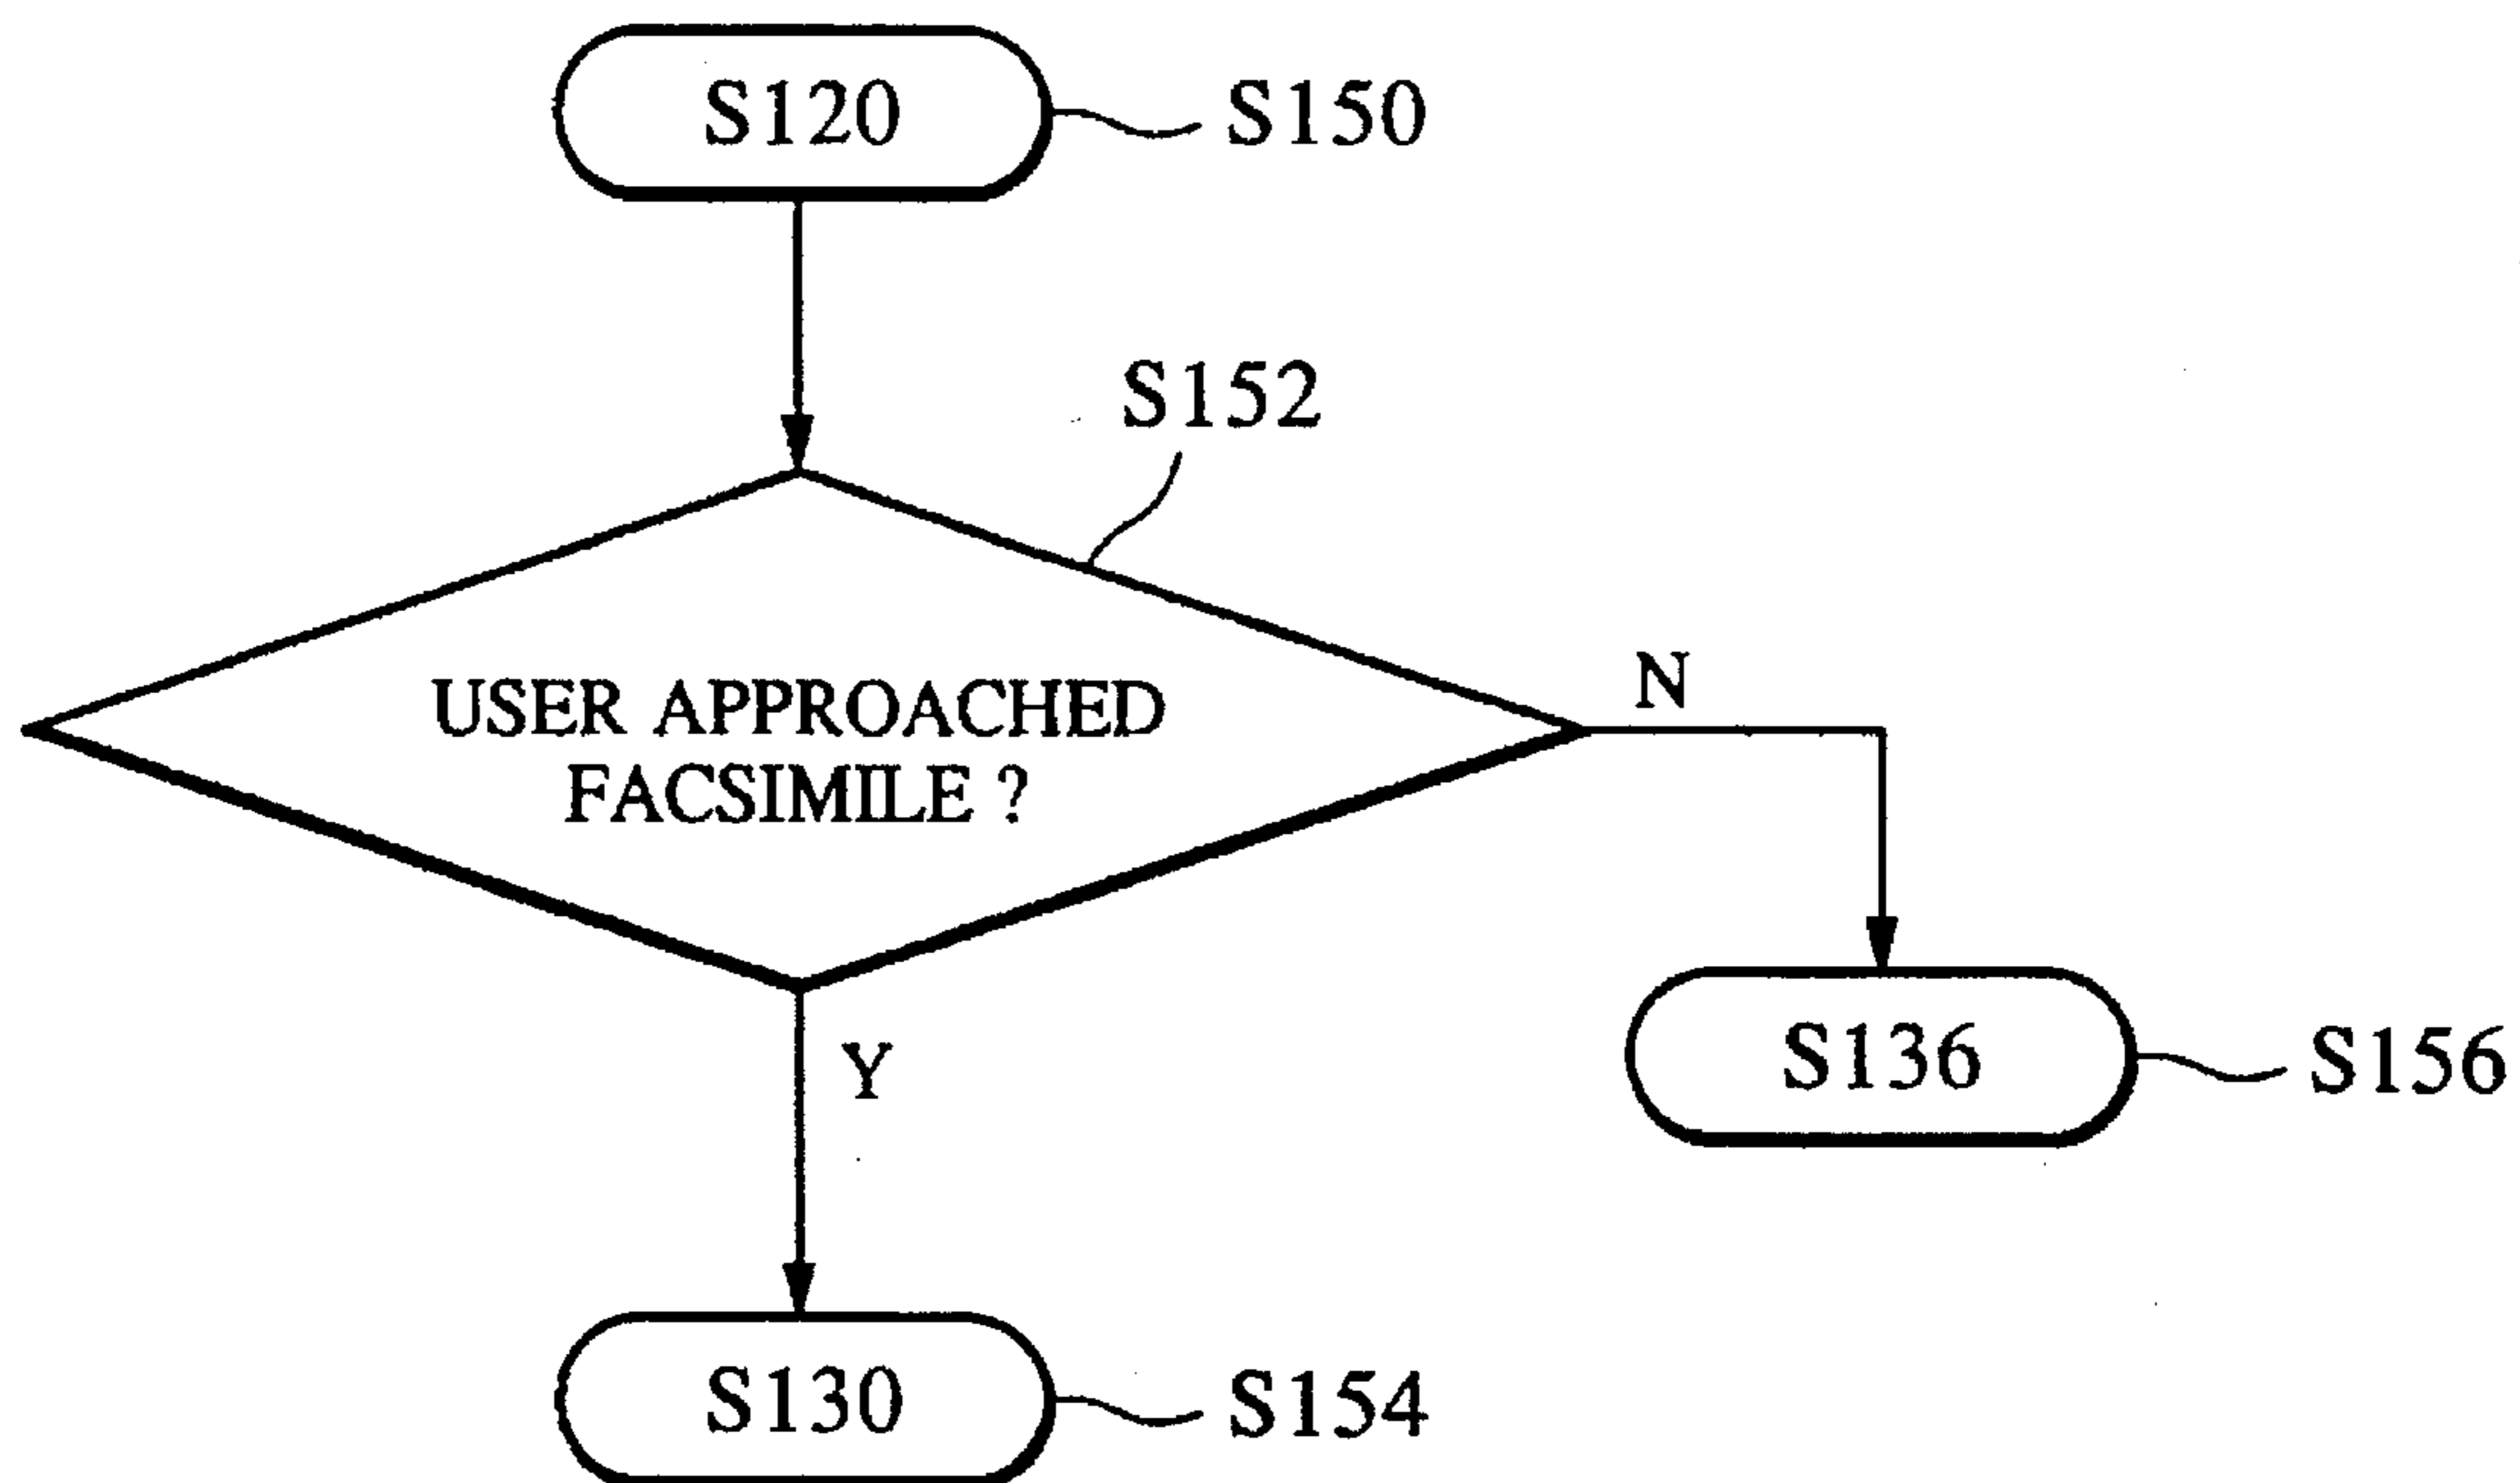 S120 S150
S152
USER APPROACHED
FACSIMILE ?
N
Y
S136 S156
S130 S154